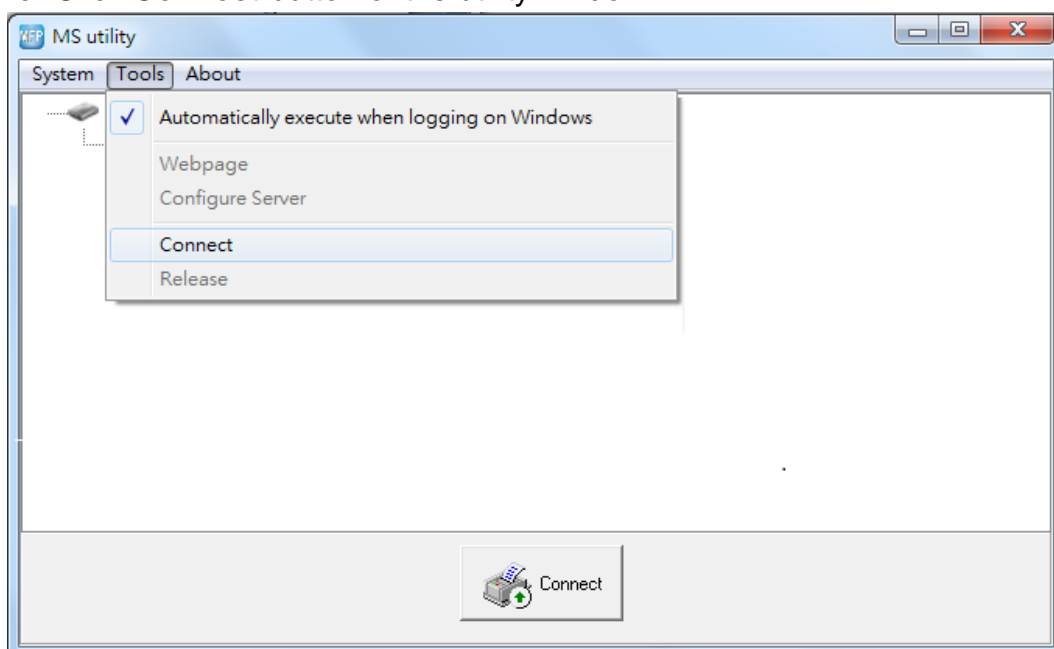 MS utility
System Tools About
Automatically execute when logging on Windows
Webpage
Configure Server
Connect
Release
Connect